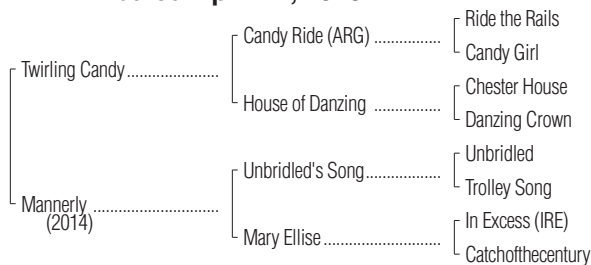 Ride the Rails
Candy Ride (ARG) ................
Candy Girl
Twirling Candy......................
Chester House
House of Danzing ................
Danzing Crown
Unbridled
Unbridled's Song..................
Trolley Song
Mannerly ..............................
(2014)
In Excess (IRE)
Mary Ellise ............................
Catchofthecentury